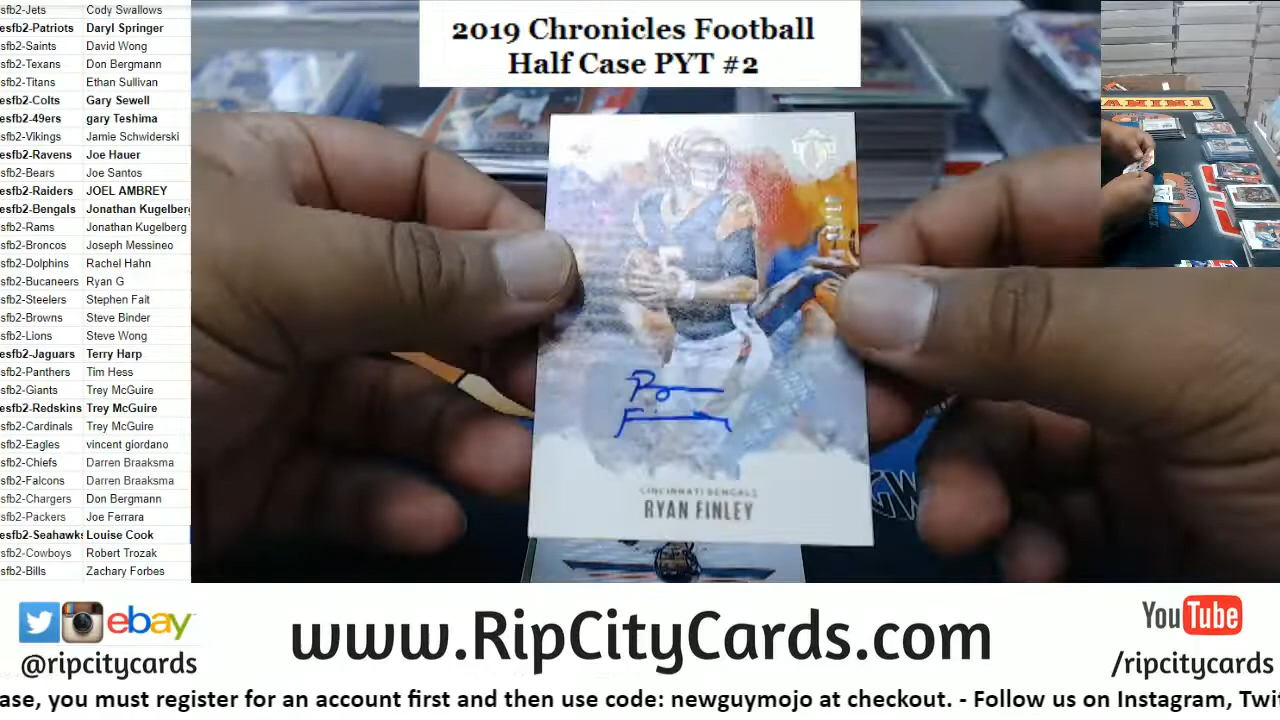 2019 Chronicles Football
Half Case PYT #2
sfb2-Jets Cody Swallows
esfb2-Patriots Daryl Springer
sfb2-Saints David Wong
sfb2-Texans Don Bergmann
sfb2-Titans Ethan Sullivan
esfb2-Colts Gary Sewell
esfb2-49ers gary Teshima
sfb2-Vikings Jamie Schwiderski
esfb2-Ravens Joe Hauer
sfb2-Bears Joe Santos
esfb2-Raiders JOEL AMBREY
esfb2-Bengals Jonathan Kugelberg
sfb2-Rams Jonathan Kugelberg
sfb2-Broncos Joseph Messineo
sfb2-Dolphins Rachel Hahn
sfb2-Bucaneers Ryan G
sfb2-Steelers Stephen Fait
sfb2-Browns Steve Binder
sfb2-Lions Steve Wong
esfb2-Jaguars Terry Harp
sfb2-Panthers Tim Hess
sfb2-Giants Trey McGuire
esfb2-Redskins Trey McGuire
sfb2-Cardinals Trey McGuire
sfb2-Eagles vincent giordano
sfb2-Chiefs Darren Braaksma
sfb2-Falcons Darren Braaksma
sfb2-Chargers Don Bergmann
sfb2-Packers Joe Ferrara
esfb2-Seahawks Louise Cook
sfb2-Cowboys Robert Trozak
sfb2-Bills Zachary Forbes
PANINI
5
CINCINNATI BENGALS
RYAN FINLEY
ebay
@ripcitycards
www.RipCityCards.com
YouTube
/ripcitycards
ase, you must register for an account first and then use code: newguymojo at checkout. - Follow us on Instagram, Twi